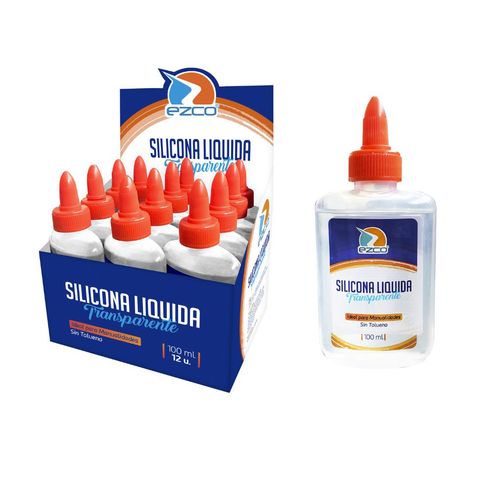 ezco
SILICONA LIQUIDA
Transparente
SILICONA LIQUIDA
Transparente
Ideal para Manualidades
Sin Tolueno
100 ml.
12 u.
ezco
SILICONA LIQUIDA
Transparente
Ideal para Manualidades
Sin Tolueno
100 ml.